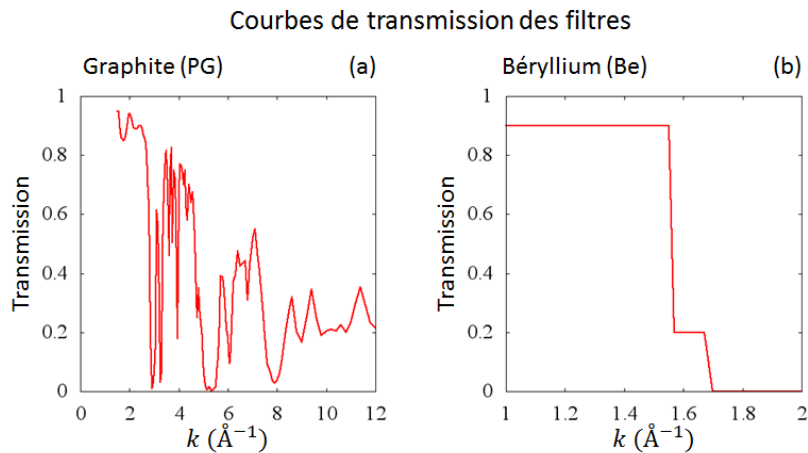 Courbes de transmission des filtres
Graphite (PG) (a)
Béryllium (Be) (b)
Transmission
1
0.8
0.6
0.4
0.2
0
0 2 4 6 8 10 12
k (Å⁻¹)
Transmission
1
0.8
0.6
0.4
0.2
0
1 1.2 1.4 1.6 1.8 2
k (Å⁻¹)